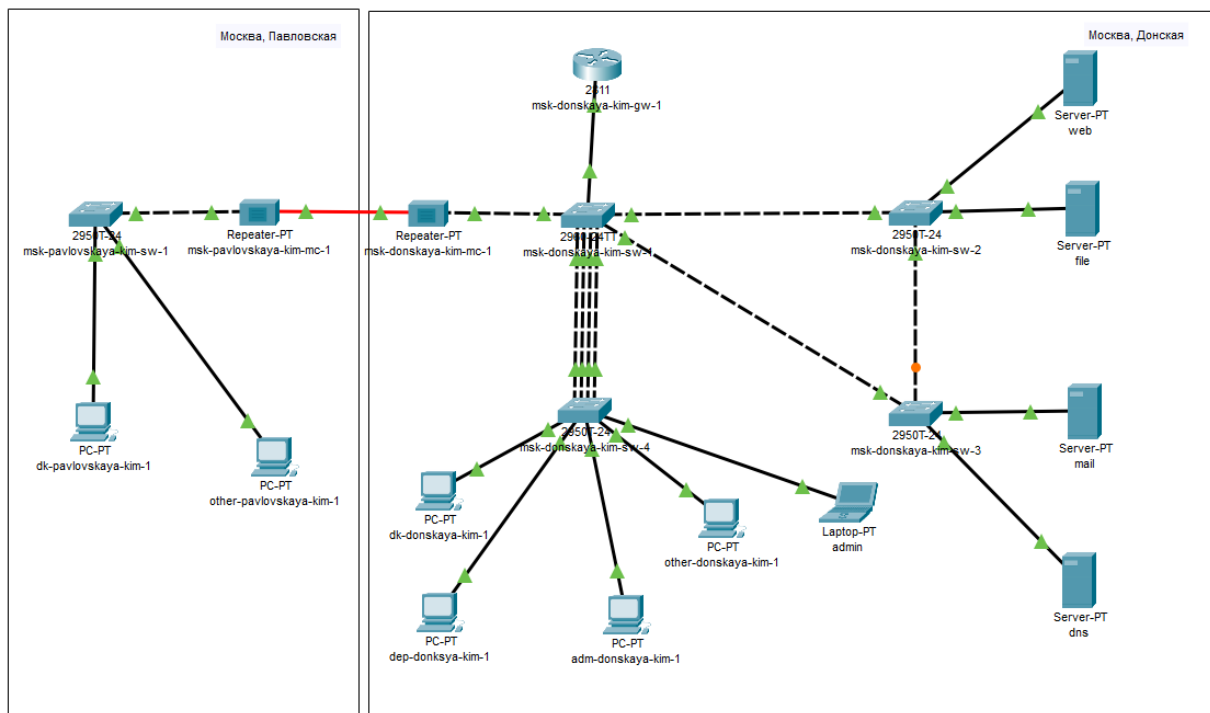 Москва, Павловская
Москва, Донская
2811
msk-donskaya-kim-gw-1
Server-PT
web
2950T-24
msk-pavlovskaya-kim-sw-1
Repeater-PT
msk-pavlovskaya-kim-mc-1
Repeater-PT
msk-donskaya-kim-mc-1
2960-24TT
msk-donskaya-kim-sw-1
2950T-24
msk-donskaya-kim-sw-2
Server-PT
file
PC-PT
dk-pavlovskaya-kim-1
PC-PT
other-pavlovskaya-kim-1
2950T-24
msk-donskaya-kim-sw-4
2950T-24
msk-donskaya-kim-sw-3
Server-PT
mail
PC-PT
dk-donskaya-kim-1
PC-PT
other-donskaya-kim-1
Laptop-PT
admin
PC-PT
dep-donksya-kim-1
PC-PT
adm-donskaya-kim-1
Server-PT
dns